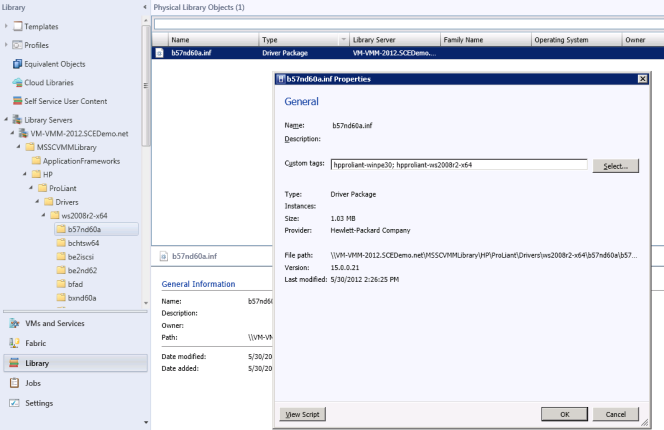 Library
Templates
Profiles
Equivalent Objects
Cloud Libraries
Self Service User Content
Library Servers
VM-VMM-2012.SCEDemo.net
MSSCVMMLibrary
ApplicationFrameworks
HP
ProLiant
Drivers
ws2008r2-x64
b57nd60a
bchtsw64
be2iscsi
be2nd62
bfad
bxnd60a
VMs and Services
Fabric
Library
Jobs
Settings
Physical Library Objects (1)
Name Type Library Server Family Name Operating System Owner
b57nd60a.inf Driver Package VM-VMM-2012.SCEDemo....
b57nd60a.inf
General Information
Name: b57nd60
Description:
Owner:
Path: \\VM-VM
Date modified: 5/30/20
Date added: 5/30/20
b57nd60a.inf Properties
General
Name: b57nd60a.inf
Description:
Custom tags: hpproliant-winpe30; hpproliant-ws2008r2-x64 Select...
Type: Driver Package
Instances:
Size: 1.03 MB
Provider: Hewlett-Packard Company
File path: \\VM-VMM-2012.SCEDemo.net\MSSCVMMLibrary\HP\ProLiant\Drivers\ws2008r2-x64\b57nd60a\b57...
Version: 15.0.0.21
Last modified: 5/30/2012 2:26:25 PM
View Script OK Cancel